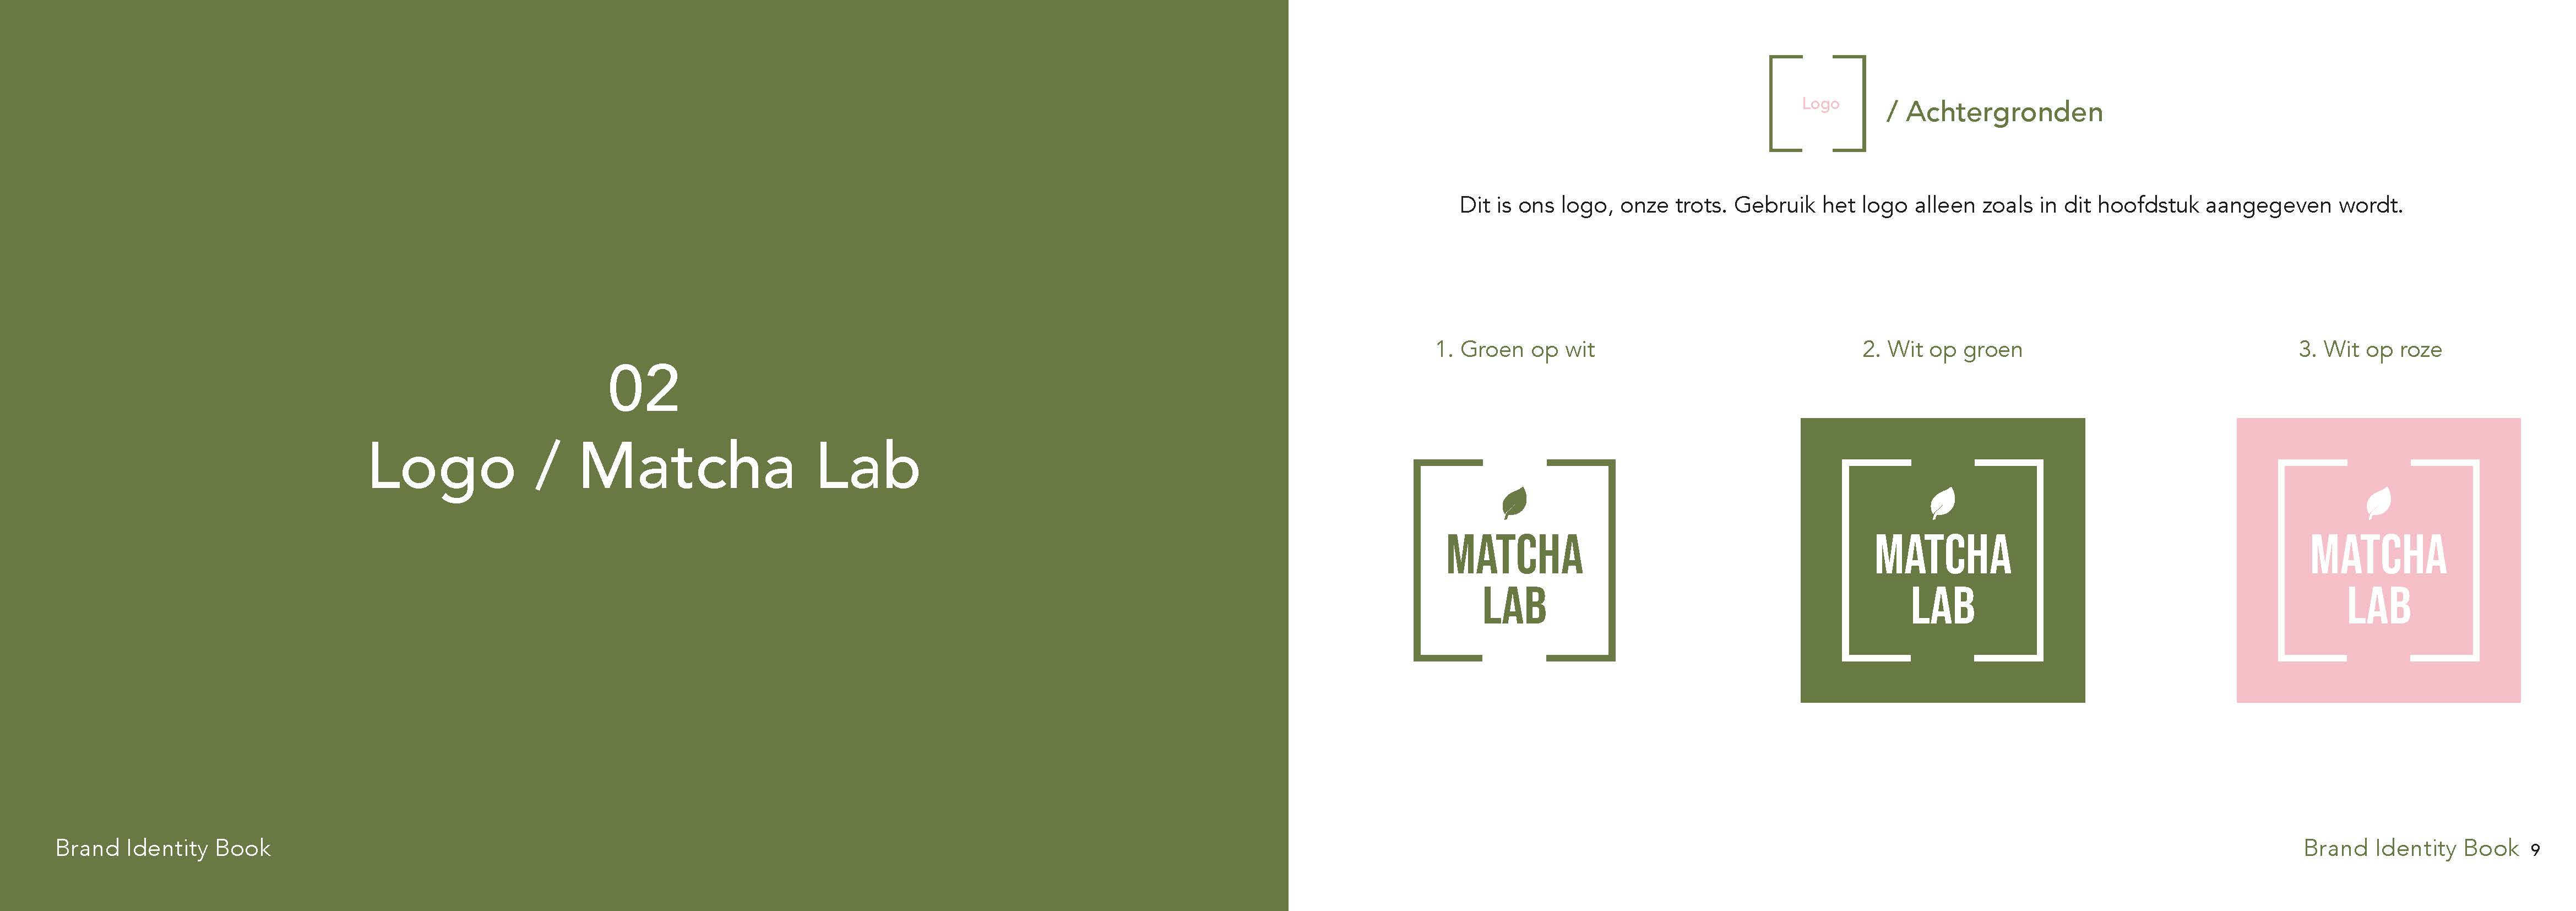 02
Logo / Matcha Lab
Brand Identity Book
Logo
/ Achtergronden
Dit is ons logo, onze trots. Gebruik het logo alleen zoals in dit hoofdstuk aangegeven wordt.
1. Groen op wit
MATCHA
LAB
2. Wit op groen
MATCHA
LAB
3. Wit op roze
MATCHA
LAB
Brand Identity Book 9